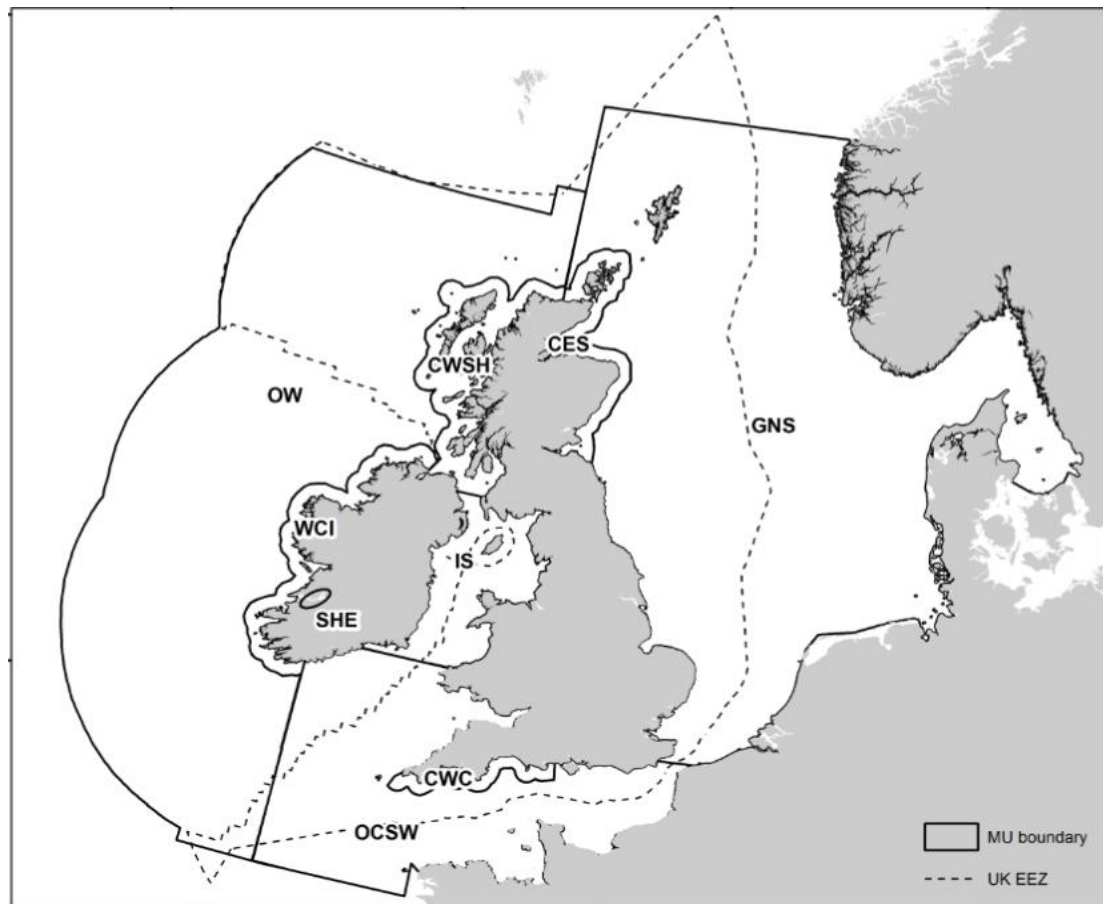 CES
CWSH
OW
GNS
WCI
IS
SHE
CWC
OCSW
MU boundary
UK EEZ